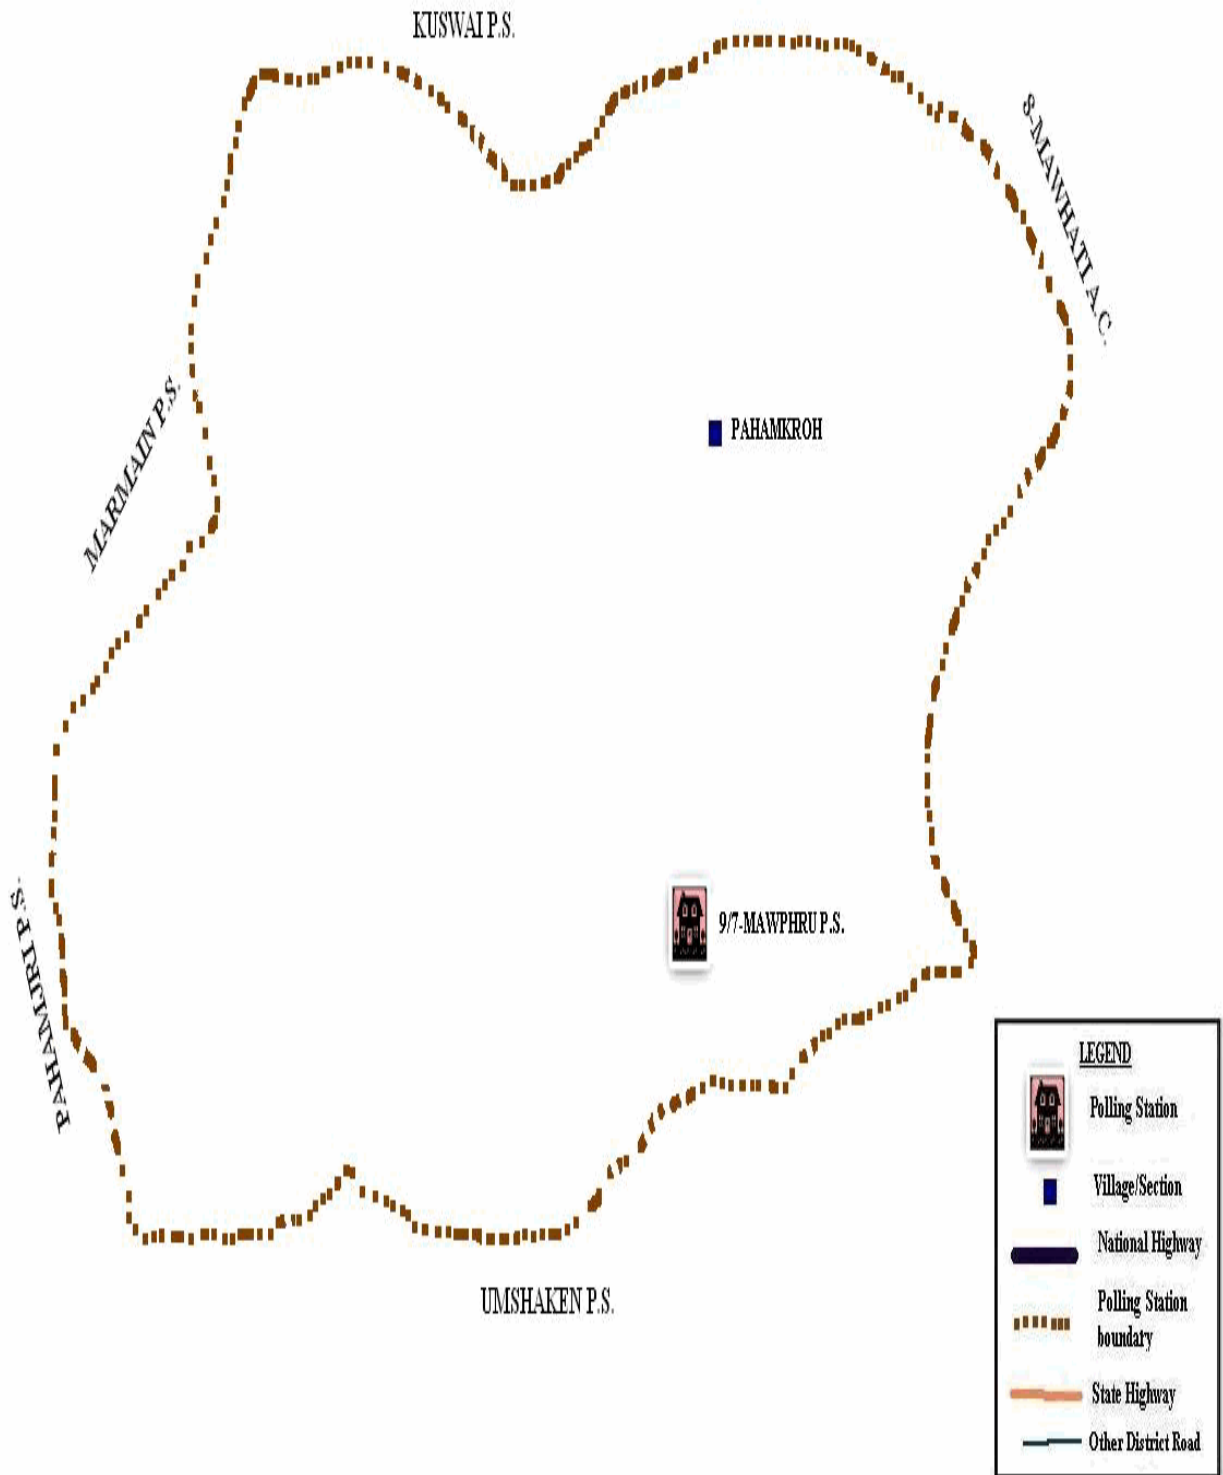 KUSWAI P.S.
8-MAWHATI A.C.
MARMAIN P.S.
PAHAMKROH
PAHAMJRI P.S.
9/7-MAWPHRU P.S.
UMSHAKEN P.S.
LEGEND
Polling Station
Village/Section
National Highway
Polling Station
boundary
State Highway
Other District Road